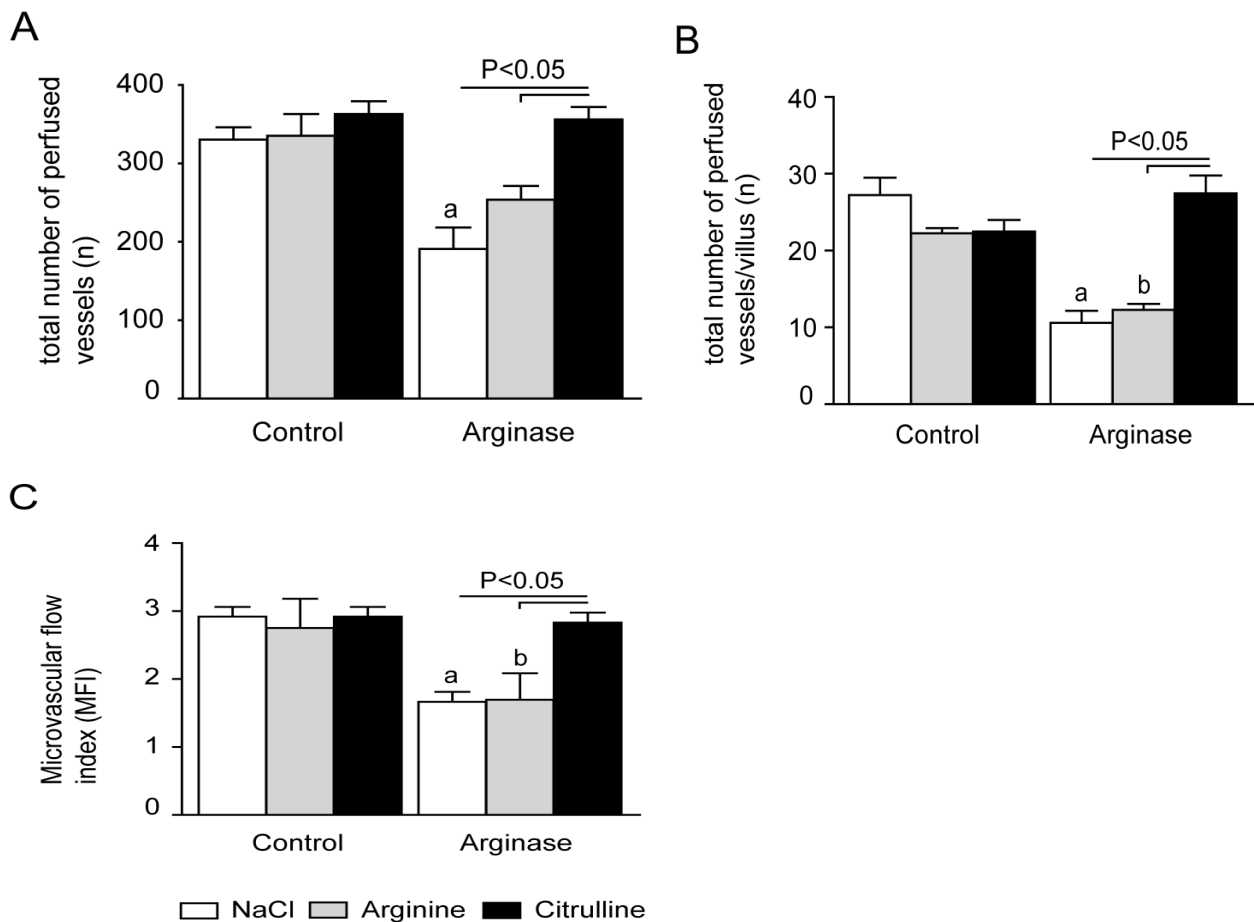 A
total number of perfused
vessels (n)
400
300
200
100
0
P<0.05
a
Control
Arginase
B
total number of perfused
vessels/villus (n)
40
30
20
10
0
P<0.05
a
b
Control
Arginase
C
Microvascular flow
index (MFI)
4
3
2
1
0
P<0.05
a
b
Control
Arginase
NaCl
Arginine
Citrulline